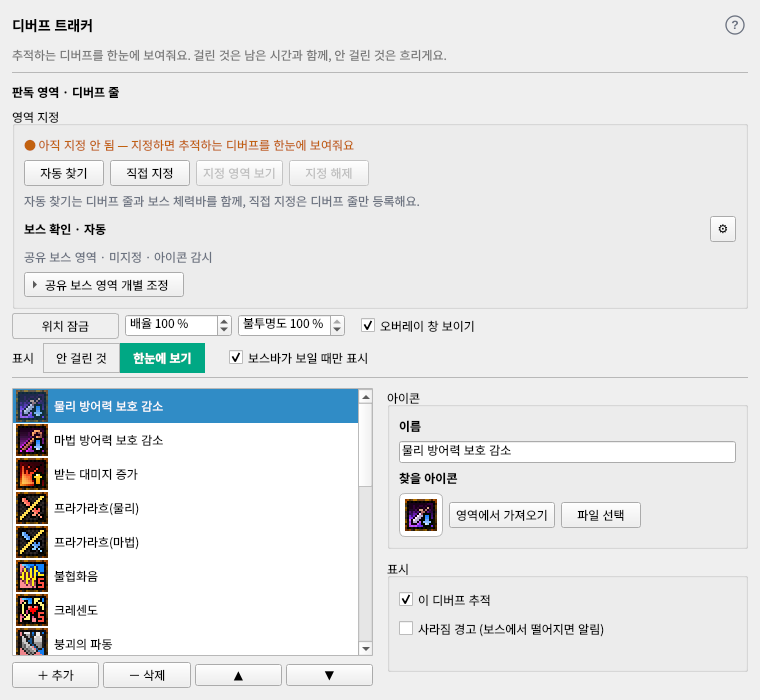 디버프 트래커
?
추적하는 디버프를 한눈에 보여줘요. 걸린 것은 남은 시간과 함께, 안 걸린 것은 흐리게요.
판독 영역 · 디버프 줄
영역 지정
● 아직 지정 안 됨 — 지정하면 추적하는 디버프를 한눈에 보여줘요
자동 찾기 직접 지정 지정 영역 보기 지정 해제
자동 찾기는 디버프 줄과 보스 체력바를 함께, 직접 지정은 디버프 줄만 등록해요.
보스 확인 · 자동
공유 보스 영역 · 미지정 · 아이콘 감시
공유 보스 영역 개별 조정
위치 잠금 배율 100 % 불투명도 100 % 오버레이 창 보이기
표시 안 걸린 것 한눈에 보기 보스바가 보일 때만 표시
물리 방어력 보호 감소
마법 방어력 보호 감소
받는 대미지 증가
프라가라흐(물리)
프라가라흐(마법)
불협화음
크레센도
붕괴의 파동
+ 추가 — 삭제 ▲ ▼
아이콘
이름
물리 방어력 보호 감소
찾을 아이콘
영역에서 가져오기 파일 선택
표시
이 디버프 추적
사라짐 경고 (보스에서 떨어지면 알림)